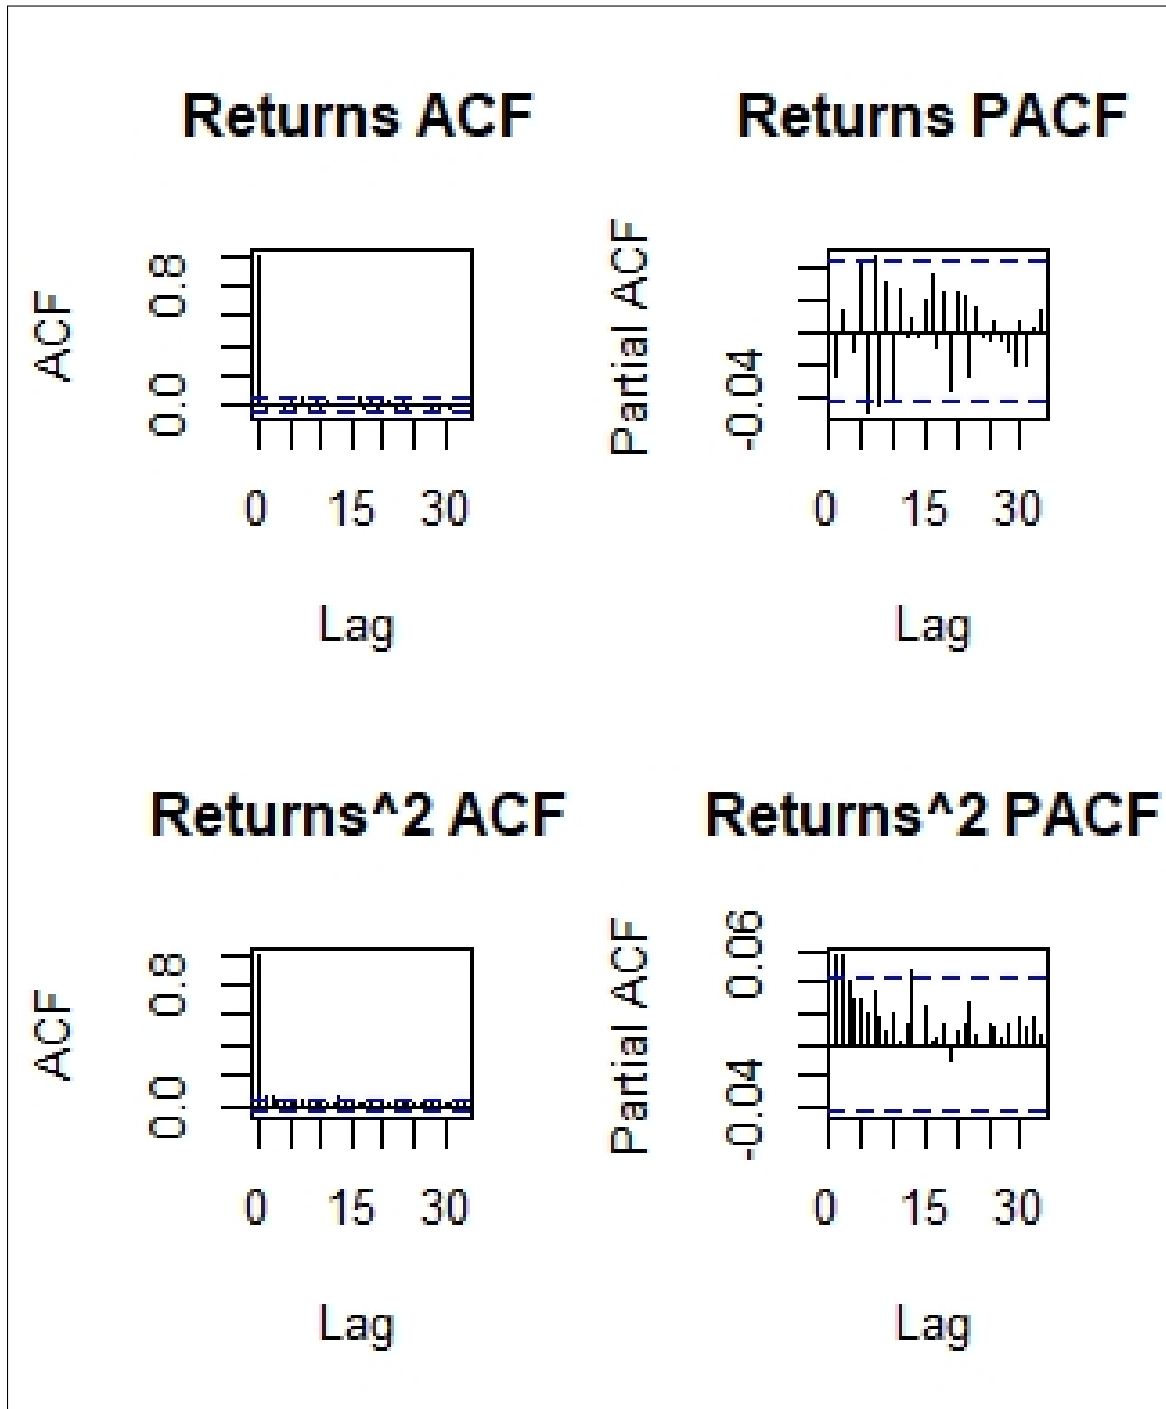 Returns ACF
ACF
0.0 0.8
0 15 30
Lag
Returns PACF
Partial ACF
-0.04
0 15 30
Lag
Returns^2 ACF
ACF
0.0 0.8
0 15 30
Lag
Returns^2 PACF
Partial ACF
-0.04 0.06
0 15 30
Lag